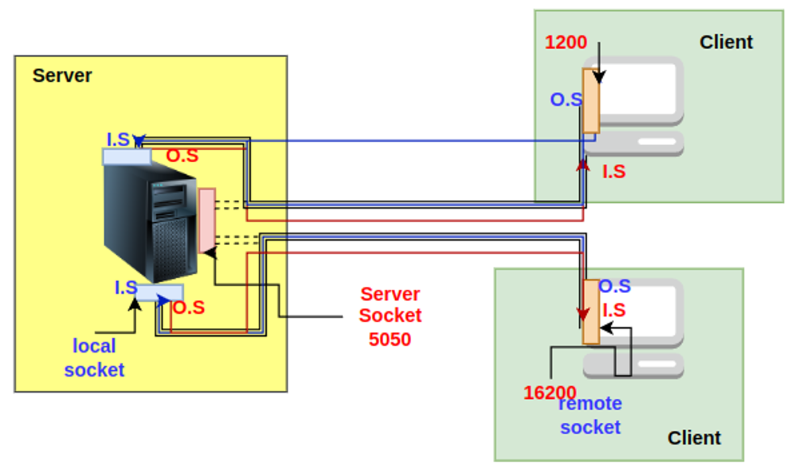 Server
1200
Client
O.S
I.S
O.S
I.S
I.S
O.S
local
socket
Server
Socket
5050
O.S
I.S
16200
remote
socket
Client